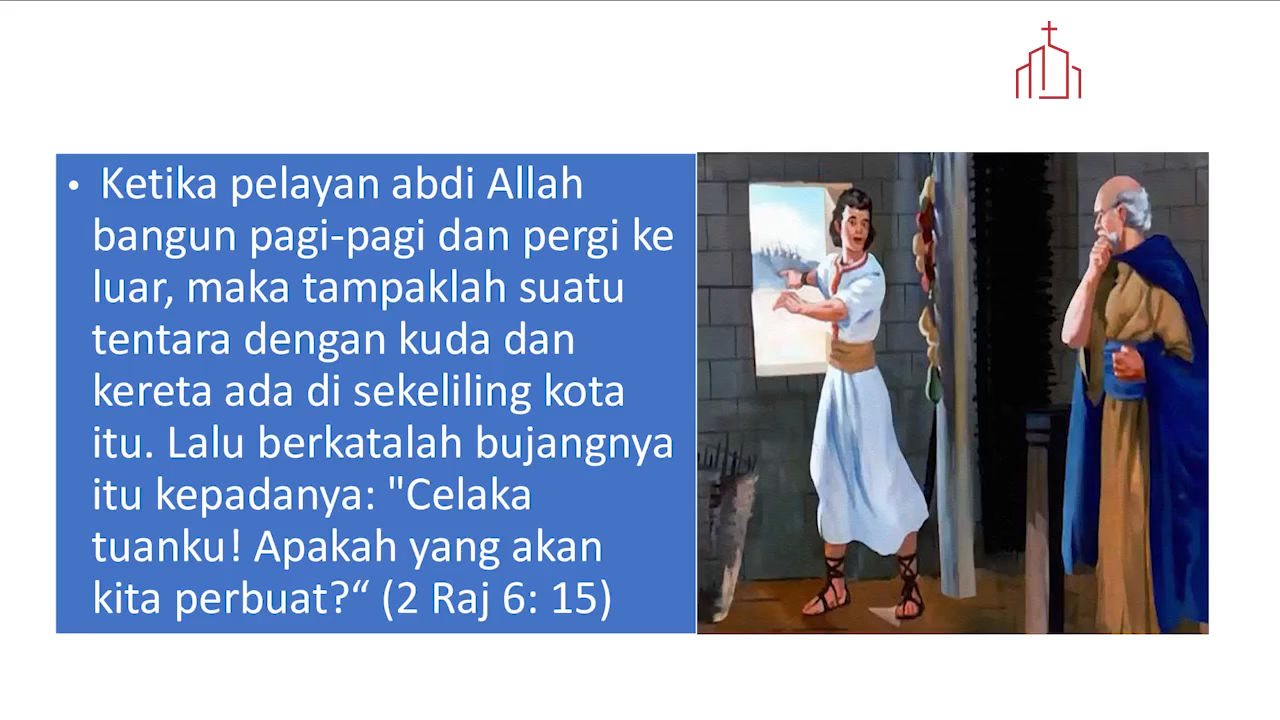 • Ketika pelayan abdi Allah
bangun pagi-pagi dan pergi ke
luar, maka tampaklah suatu
tentara dengan kuda dan
kereta ada di sekeliling kota
itu. Lalu berkatalah bujangnya
itu kepadanya: "Celaka
tuanku! Apakah yang akan
kita perbuat?“ (2 Raj 6: 15)